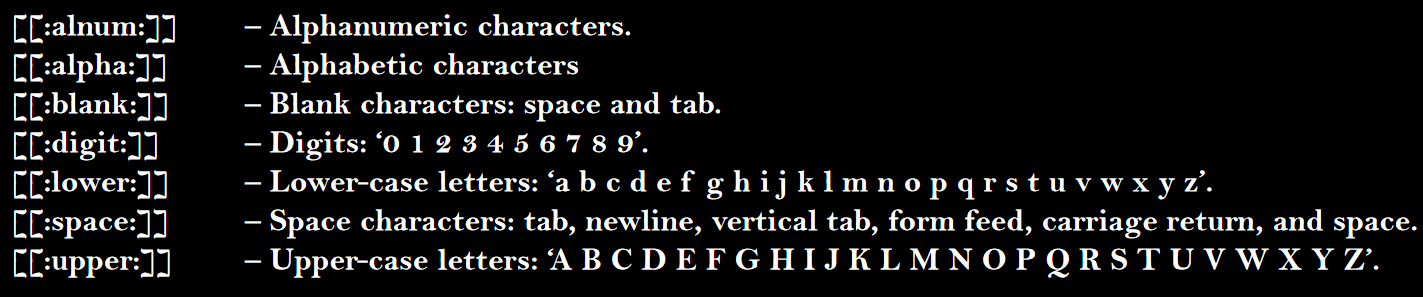 [[:alnum:]] – Alphanumeric characters.
[[:alpha:]] – Alphabetic characters
[[:blank:]] – Blank characters: space and tab.
[[:digit:]] – Digits: ‘0 1 2 3 4 5 6 7 8 9’.
[[:lower:]] – Lower-case letters: ‘a b c d e f g h i j k l m n o p q r s t u v w x y z’.
[[:space:]] – Space characters: tab, newline, vertical tab, form feed, carriage return, and space.
[[:upper:]] – Upper-case letters: ‘A B C D E F G H I J K L M N O P Q R S T U V W X Y Z’.